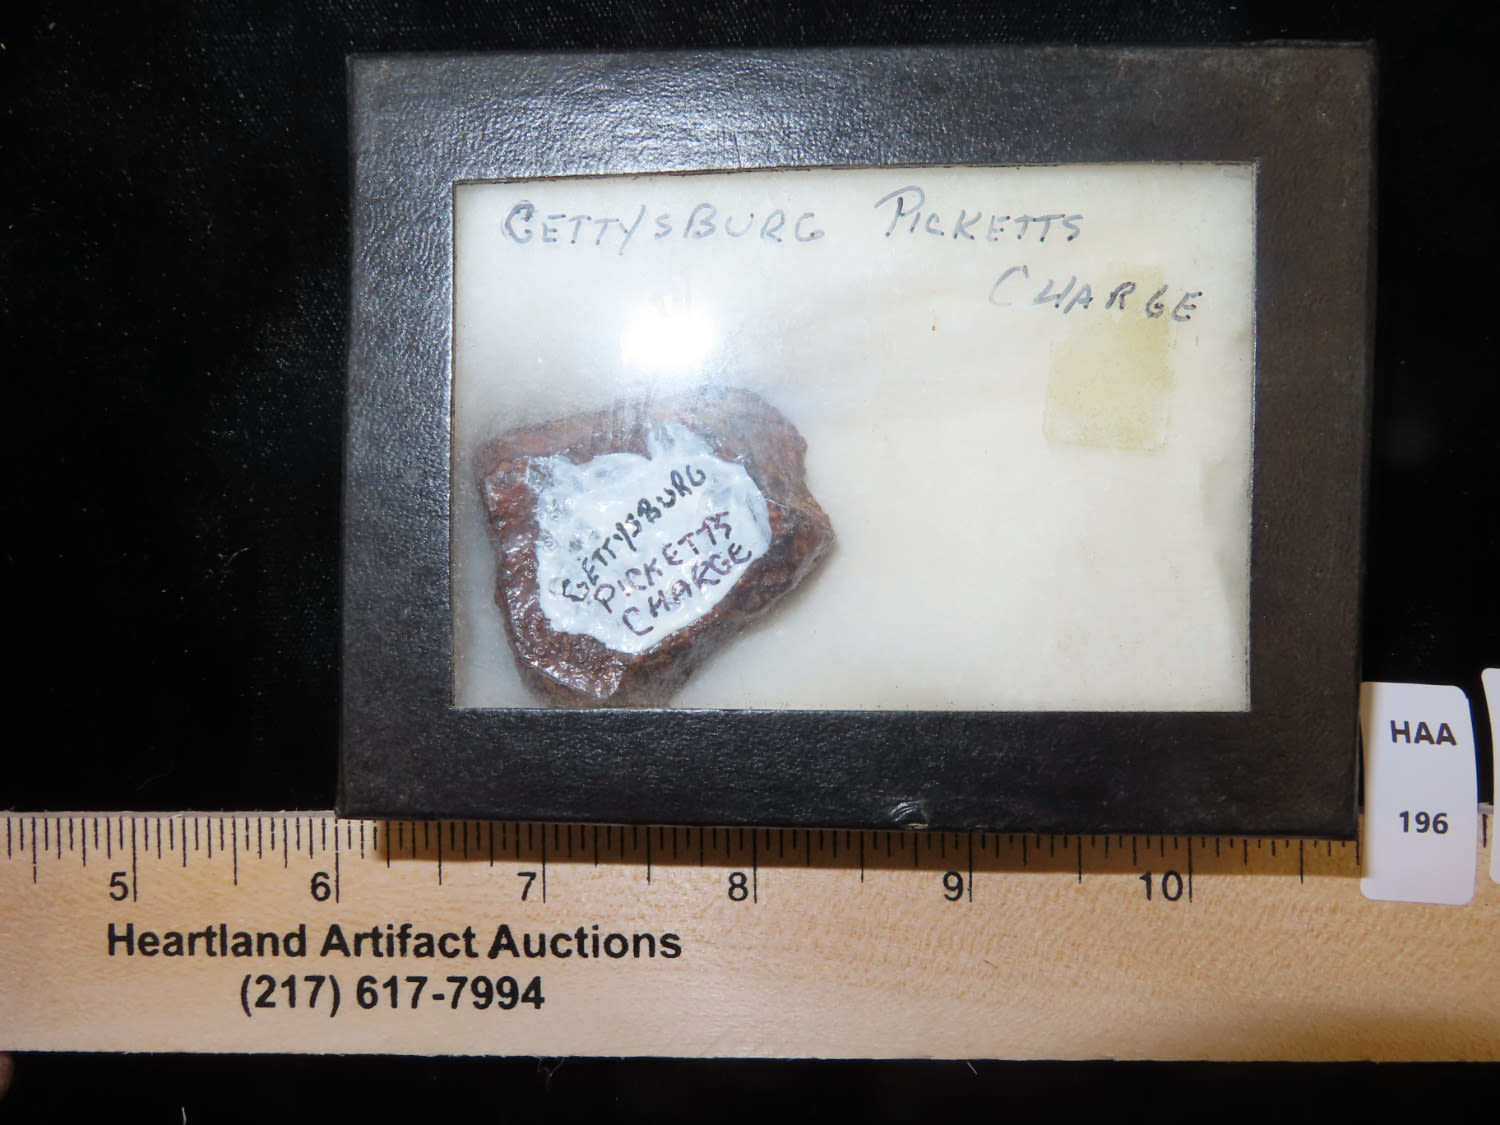 GETTYSBURG PICKETTS
CHARGE
GETTYSBURG
PICKETTS
CHARGE
HAA
196
5 6 7 8 9 10
Heartland Artifact Auctions
(217) 617-7994